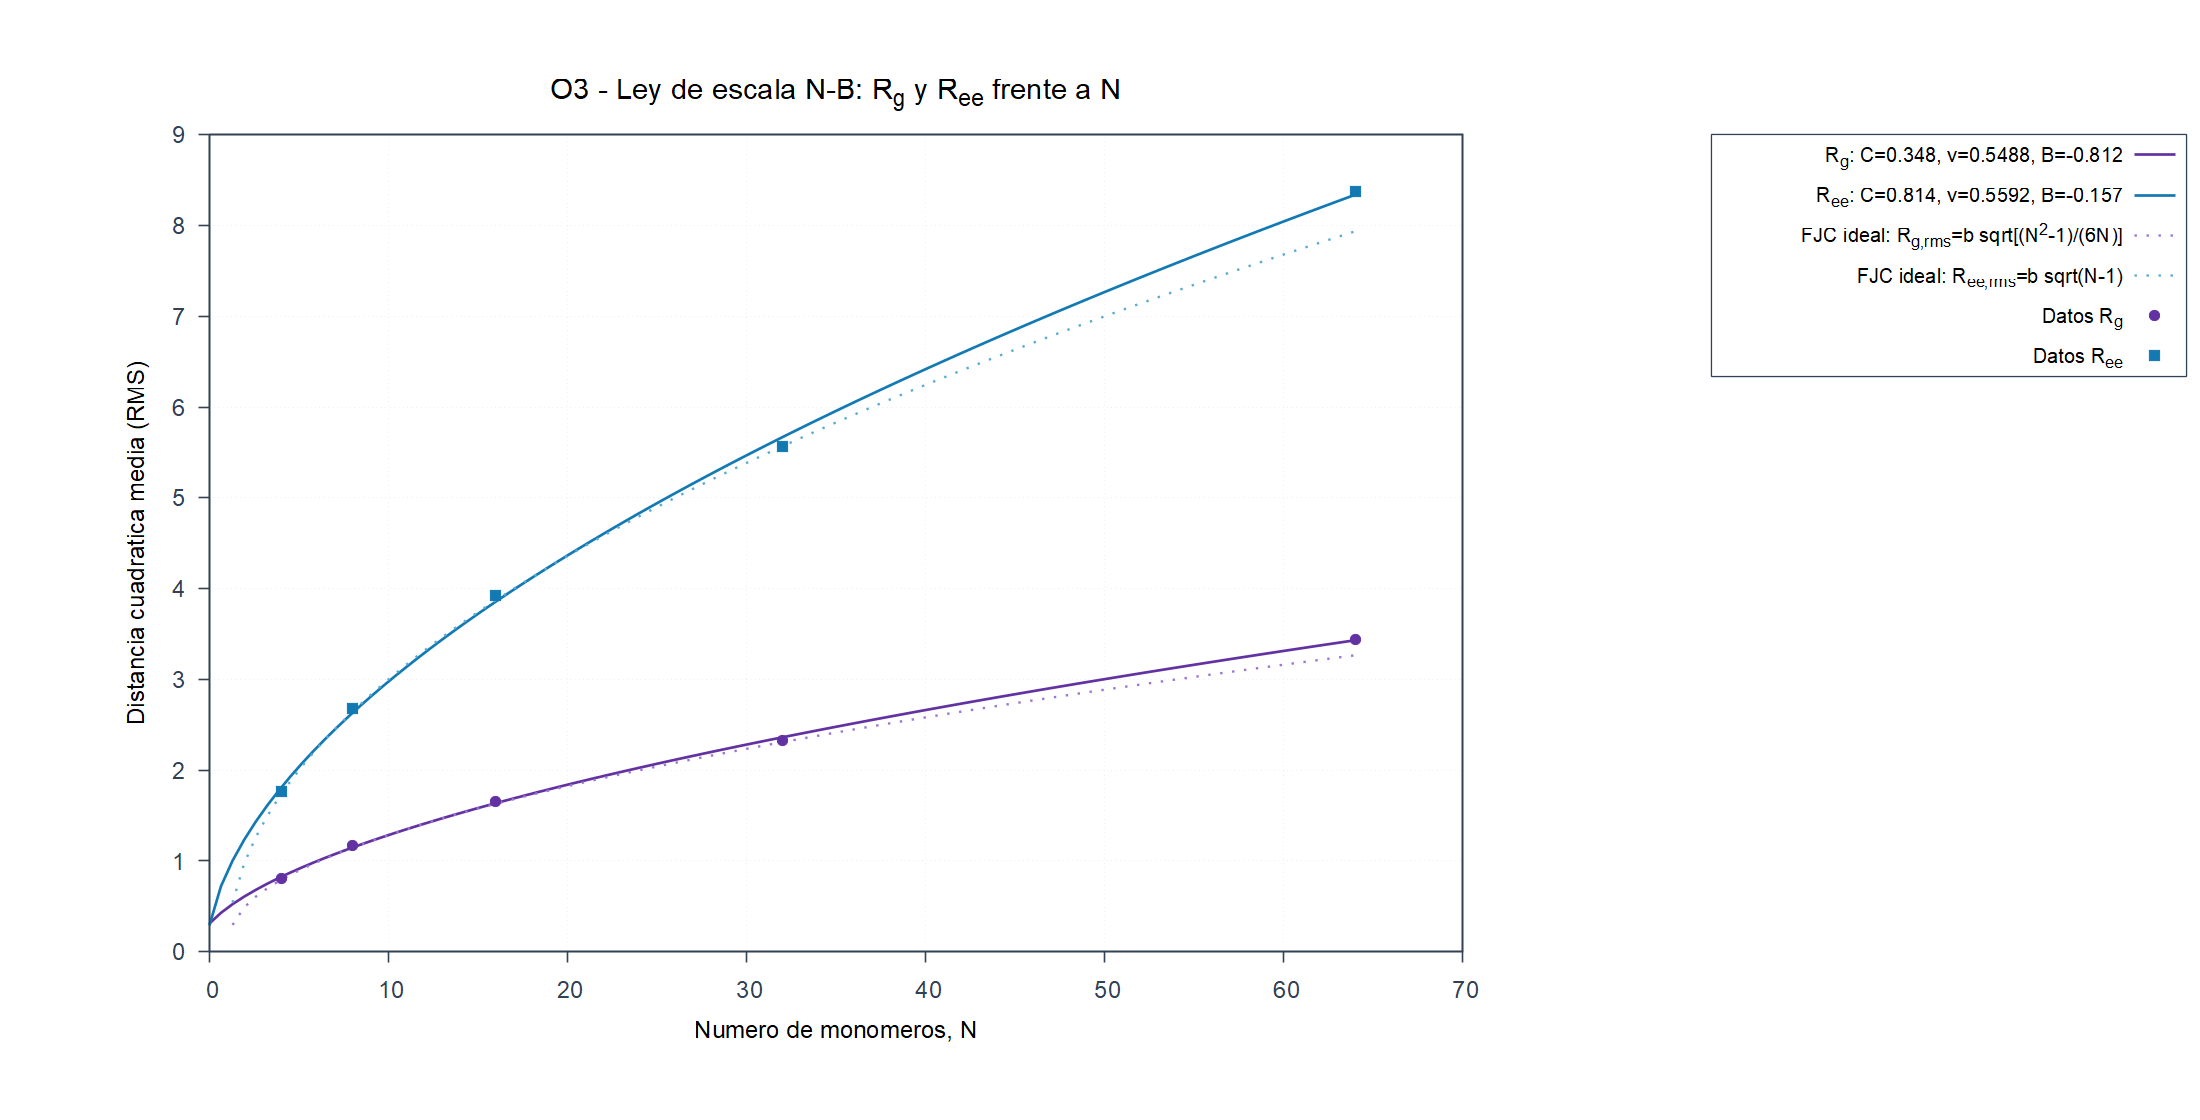 O3 - Ley de escala N-B: Rg y Ree frente a N
9
8
7
6
5
4
3
2
1
0
Distancia cuadratica media (RMS)
0 10 20 30 40 50 60 70
Numero de monomeros, N
Rg: C=0.348, v=0.5488, B=-0.812
Ree: C=0.814, v=0.5592, B=-0.157
FJC ideal: Rg,rms=b sqrt[(N²-1)/(6N)]
FJC ideal: Ree,rms=b sqrt(N-1)
Datos Rg
Datos Ree